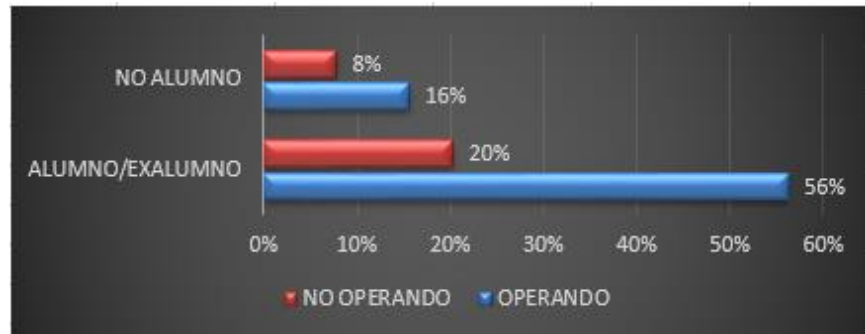 NO ALUMNO
8%
16%
ALUMNO/EXALUMNO
20%
56%
0% 10% 20% 30% 40% 50% 60%
NO OPERANDO OPERANDO